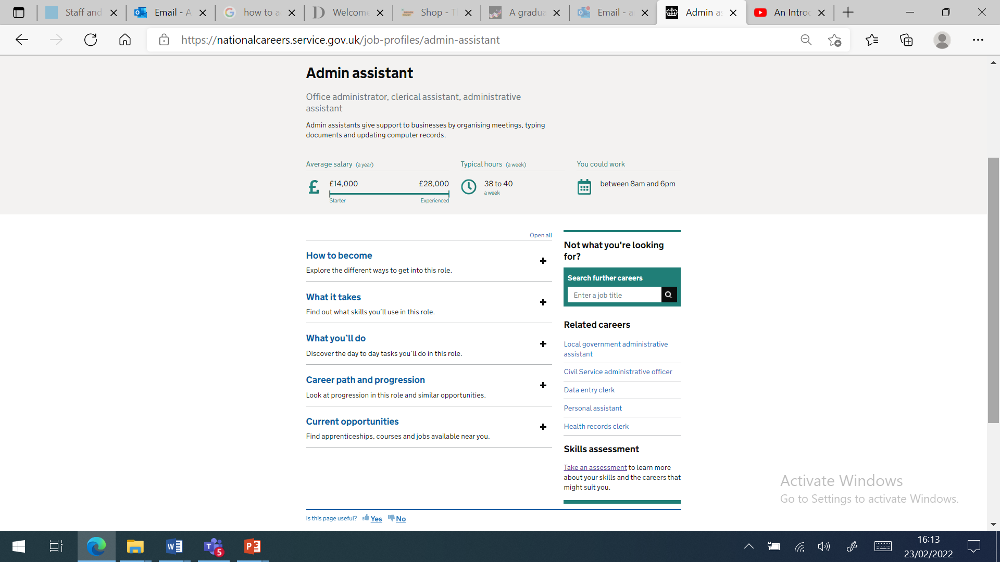 Staff and
Email - A
how to a
Welcome
Shop - T
A gradua
Email - a
Admin as
An Introd
https://nationalcareers.service.gov.uk/job-profiles/admin-assistant
Admin assistant
Office administrator, clerical assistant, administrative
assistant
Admin assistants give support to businesses by organising meetings, typing
documents and updating computer records.
Average salary (a year)
£14,000
£28,000
Starter
Experienced
Typical hours (a week)
38 to 40
a week
You could work
between 8am and 6pm
Open all
How to become
Explore the different ways to get into this role.
What it takes
Find out what skills you'll use in this role.
What you'll do
Discover the day to day tasks you'll do in this role.
Career path and progression
Look at progression in this role and similar opportunities.
Current opportunities
Find apprenticeships, courses and jobs available near you.
Not what you're looking
for?
Search further careers
Enter a job title
Related careers
Local government administrative
assistant
Civil Service administrative officer
Data entry clerk
Personal assistant
Health records clerk
Skills assessment
Take an assessment to learn more
about your skills and the careers that
might suit you.
Is this page useful? Yes No
Activate Windows
Go to Settings to activate Windows.
5
16:13
23/02/2022